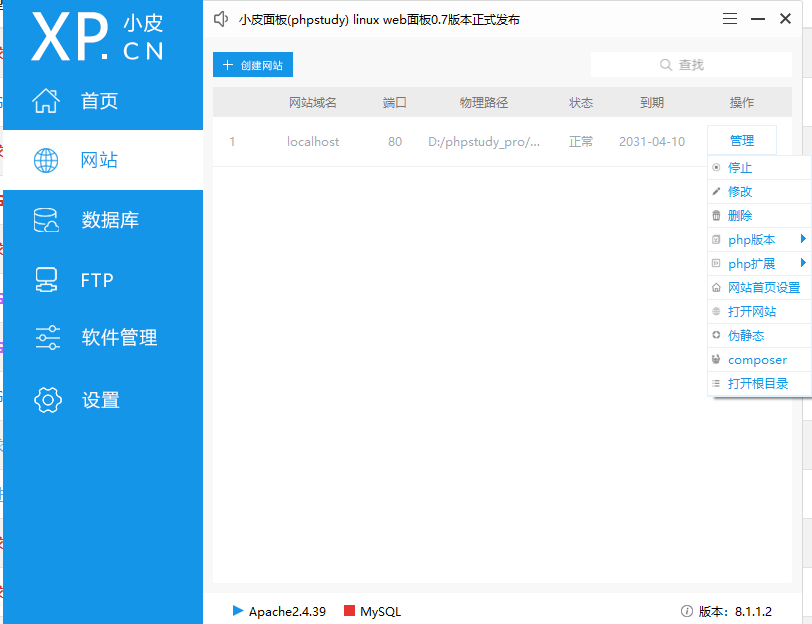 XP. 小皮 CN
小皮面板(phpstudy) linux web面板0.7版本正式发布
首页
网站
数据库
FTP
软件管理
设置
创建网站
查找
网站域名 端口 物理路径 状态 到期 操作
1 localhost 80 D:/phpstudy_pro/... 正常 2031-04-10 管理
停止
修改
删除
php版本
php扩展
网站首页设置
打开网站
伪静态
composer
打开根目录
Apache2.4.39 MySQL 版本：8.1.1.2